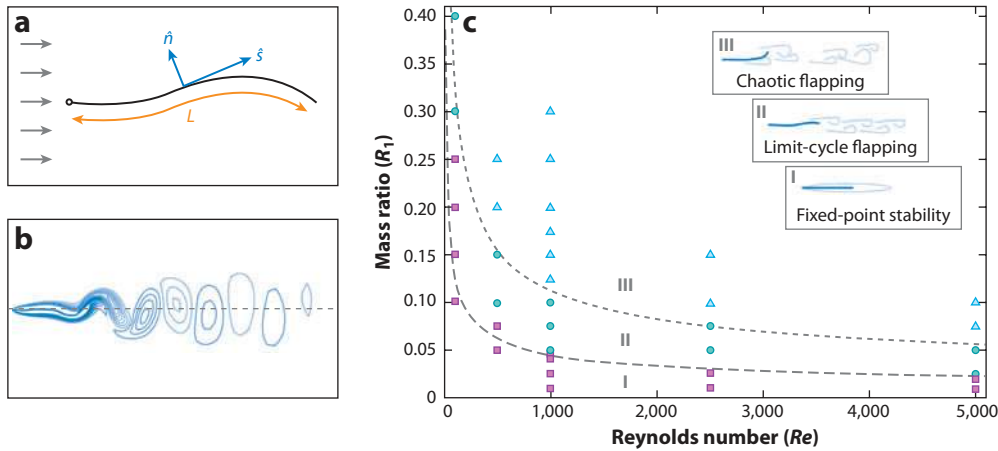 a
n̂
ŝ
L
b
c
Mass ratio (R₁)
0.40
0.35
0.30
0.25
0.20
0.15
0.10
0.05
0
0
1,000
2,000
3,000
4,000
5,000
Reynolds number (Re)
III
Chaotic flapping
II
Limit-cycle flapping
I
Fixed-point stability
III
II
I